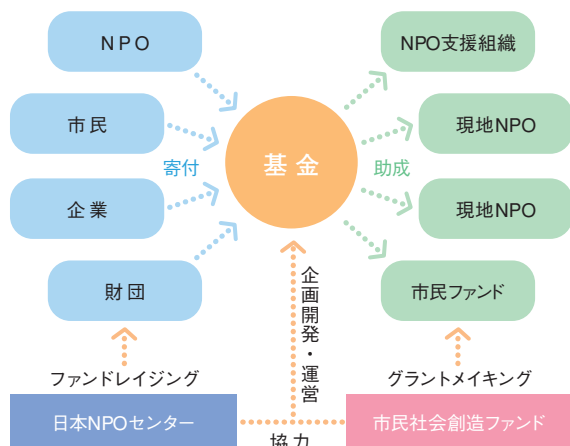 NPO
NPO支援組織
市民
現地NPO
基金
寄付
助成
企業
現地NPO
財団
市民ファンド
企画開発・運営
ファンドレイジング
グラントメイキング
日本NPOセンター
市民社会創造ファンド
協力